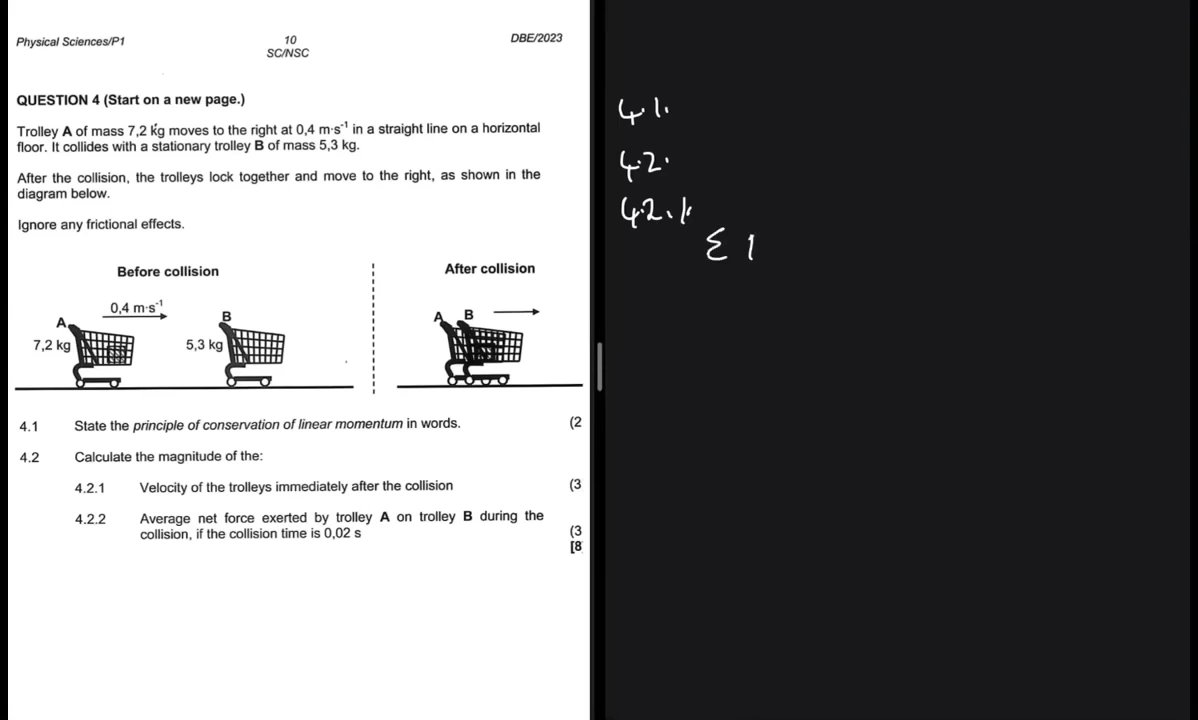 Physical Sciences/P1
10
SC/NSC
DBE/2023
QUESTION 4 (Start on a new page.)
Trolley A of mass 7,2 kg moves to the right at 0,4 m·s⁻¹ in a straight line on a horizontal
floor. It collides with a stationary trolley B of mass 5,3 kg.
After the collision, the trolleys lock together and move to the right, as shown in the
diagram below.
Ignore any frictional effects.
Before collision
After collision
0,4 m·s⁻¹
A
B
A B
7,2 kg
5,3 kg
4.1 State the principle of conservation of linear momentum in words. (2
4.2 Calculate the magnitude of the:
4.2.1 Velocity of the trolleys immediately after the collision (3
4.2.2 Average net force exerted by trolley A on trolley B during the
collision, if the collision time is 0,02 s (3
[8
4.1.
4.2.
4.2.1.
Σ